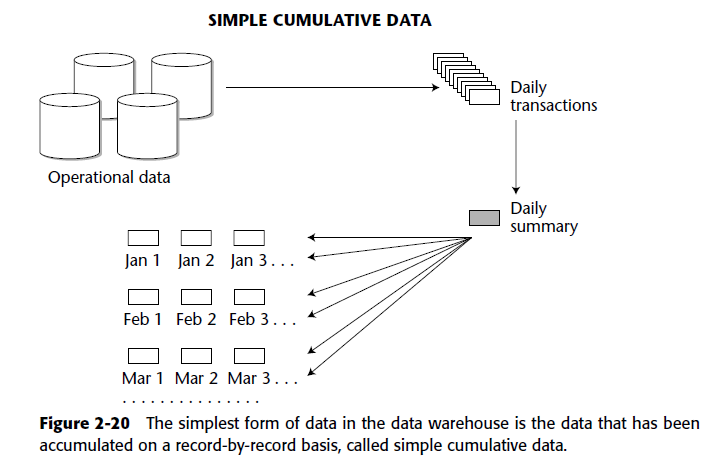 SIMPLE CUMULATIVE DATA
Daily
transactions
Operational data
Daily
summary
Jan 1 Jan 2 Jan 3 . . .
Feb 1 Feb 2 Feb 3 . . .
Mar 1 Mar 2 Mar 3 . . .
. . . . . . . . . . . . . . .
Figure 2-20 The simplest form of data in the data warehouse is the data that has been
accumulated on a record-by-record basis, called simple cumulative data.